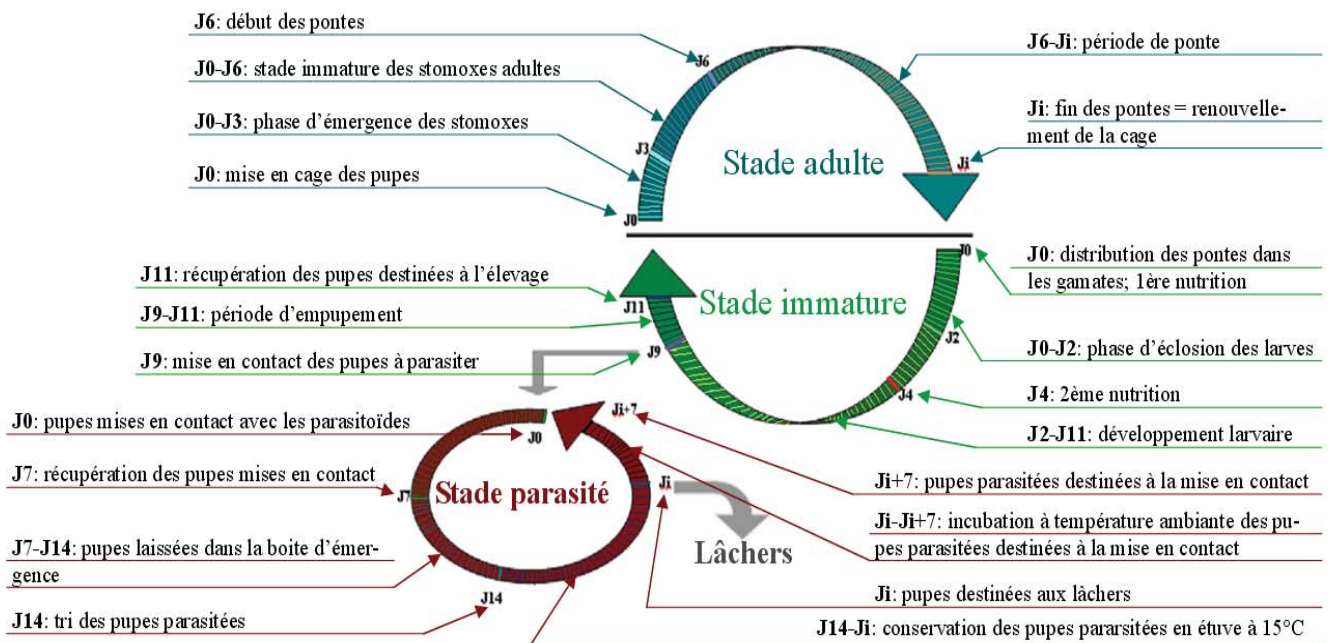 J6: début des pontes
J0-J6: stade immature des stomoxes adultes
J0-J3: phase d'émergence des stomoxes
J0: mise en cage des pupes
J6
J3
J0
Stade adulte
Ji
J6-Ji: période de ponte
Ji: fin des pontes = renouvelle-
ment de la cage
J11: récupération des pupes destinées à l'élevage
J9-J11: période d'empupement
J9: mise en contact des pupes à parasiter
J11
J9
Stade immature
J0
J2
J4
J0: distribution des pontes dans
les gamates; 1ère nutrition
J0-J2: phase d'éclosion des larves
J4: 2ème nutrition
J2-J11: développement larvaire
J0: pupes mises en contact avec les parasitoïdes
J7: récupération des pupes mises en contact
J7-J14: pupes laissées dans la boite d'émer-
gence
J14: tri des pupes parasitées
J0
J7
J14
Stade parasité
Ji+7
Ji
Lâchers
Ji+7: pupes parasitées destinées à la mise en contact
Ji-Ji+7: incubation à température ambiante des pu-
pes parasitées destinées à la mise en contact
Ji: pupes destinées aux lâchers
J14-Ji: conservation des pupes pararsitées en étuve à 15°C